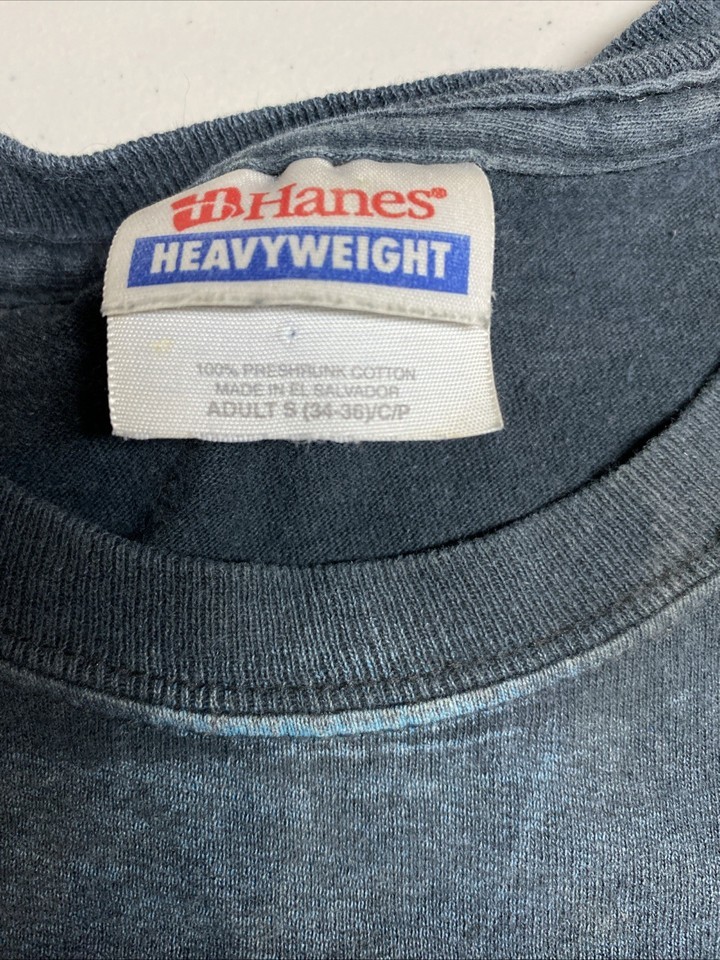 Hanes®
HEAVYWEIGHT
100% PRESHRUNK COTTON
MADE IN EL SALVADOR
ADULT S (34-36)/C/P